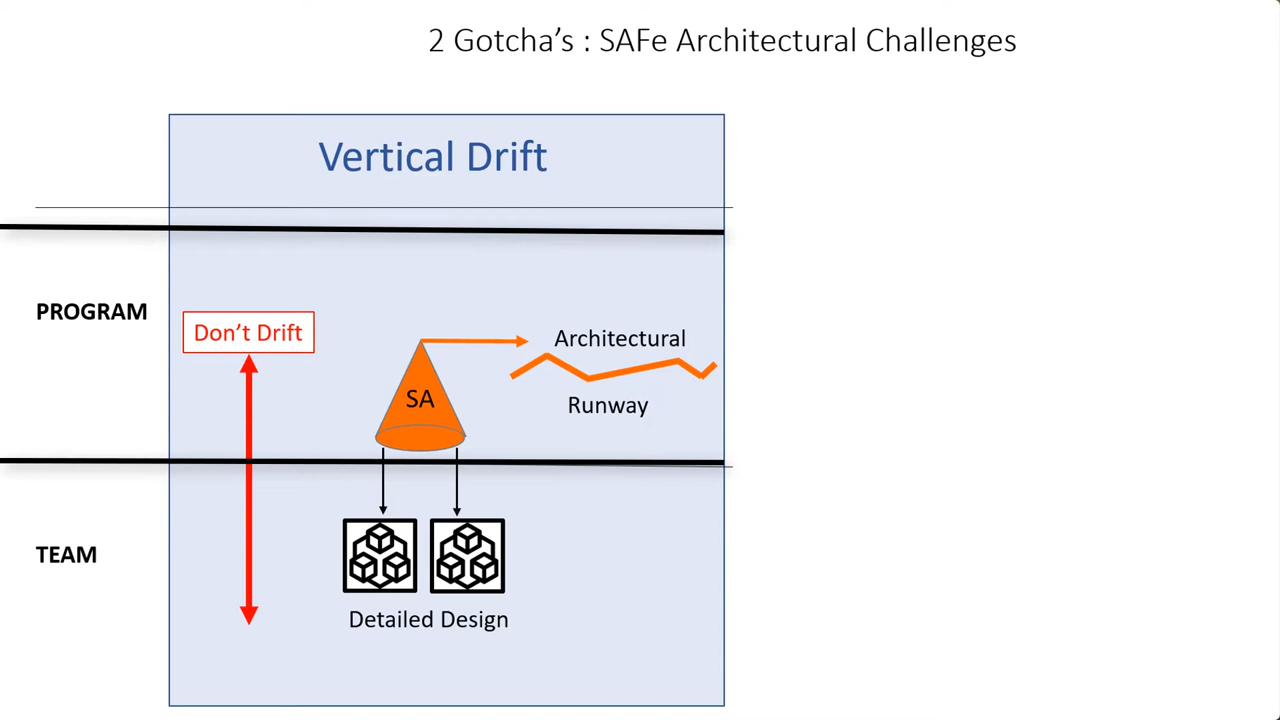 2 Gotcha’s : SAFe Architectural Challenges
Vertical Drift
PROGRAM
Don’t Drift
Architectural
SA
Runway
TEAM
Detailed Design